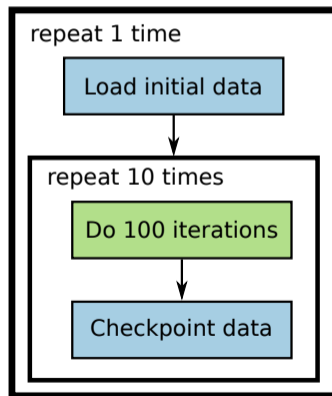 repeat 1 time
Load initial data
repeat 10 times
Do 100 iterations
Checkpoint data